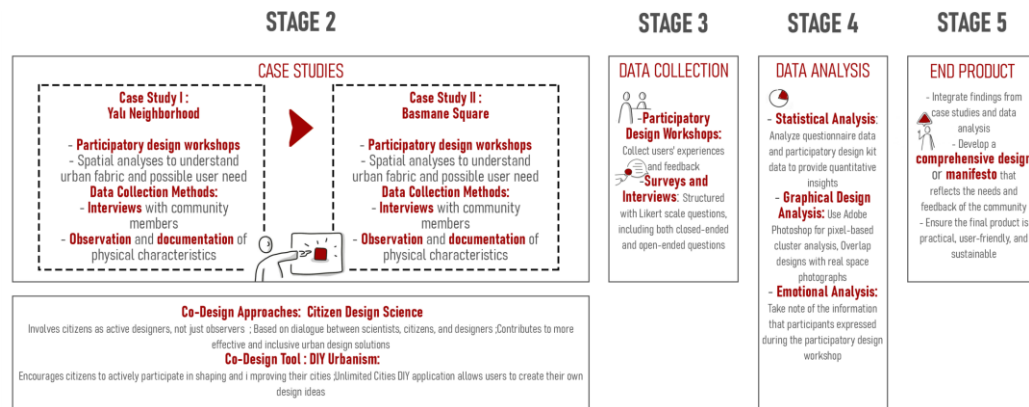 STAGE 2
CASE STUDIES
Case Study I :
Yalı Neighborhood
- Participatory design workshops
- Spatial analyses to understand
urban fabric and possible user need
Data Collection Methods:
- Interviews with community
members
- Observation and documentation of
physical characteristics
Case Study II :
Basmane Square
- Participatory design workshops
- Spatial analyses to understand
urban fabric and possible user need
Data Collection Methods:
- Interviews with community
members
- Observation and documentation of
physical characteristics
Co-Design Approaches: Citizen Design Science
Involves citizens as active designers, not just observers ; Based on dialogue between scientists, citizens, and designers ;Contributes to more
effective and inclusive urban design solutions
Co-Design Tool : DIY Urbanism:
Encourages citizens to actively participate in shaping and i mproving their cities ;Unlimited Cities DIY application allows users to create their own
design ideas
STAGE 3
DATA COLLECTION
-Participatory
Design Workshops:
Collect users' experiences
and feedback
- Surveys and
Interviews: Structured
with Likert scale questions,
including both closed-ended
and open-ended questions
STAGE 4
DATA ANALYSIS
- Statistical Analysis:
Analyze questionnaire data
and participatory design kit
data to provide quantitative
insights
- Graphical Design
Analysis: Use Adobe
Photoshop for pixel-based
cluster analysis, Overlap
designs with real space
photographs
- Emotional Analysis:
Take note of the information
that participants expressed
during the participatory design
workshop
STAGE 5
END PRODUCT
- Integrate findings from
case studies and data
analysis
- Develop a
comprehensive design
or manifesto that
reflects the needs and
feedback of the community
- Ensure the final product is
practical, user-friendly, and
sustainable